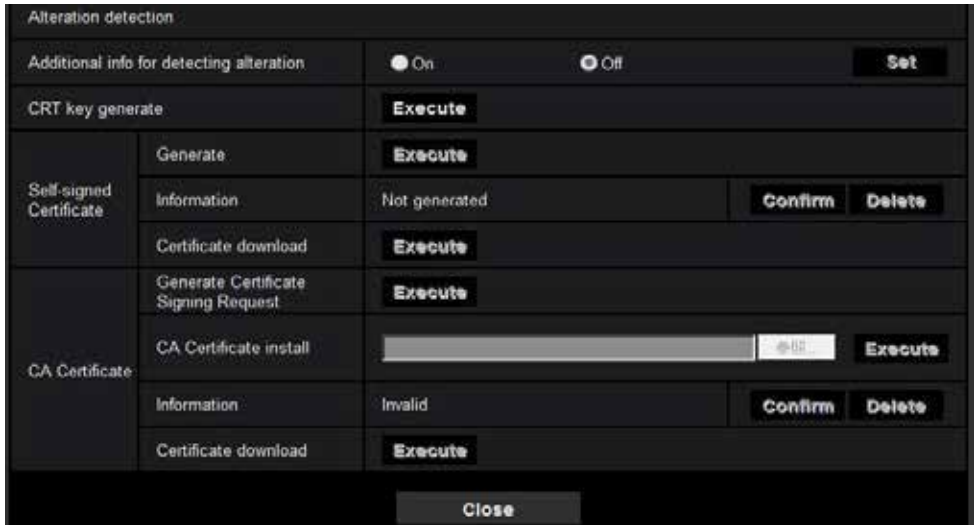 Alteration detection
Additional info for detecting alteration On Off Set
CRT key generate Execute
Generate Execute
Self-signed Certificate
Information Not generated Confirm Delete
Certificate download Execute
Generate Certificate Signing Request Execute
CA Certificate install Execute
CA Certificate
Information Invalid Confirm Delete
Certificate download Execute
Close